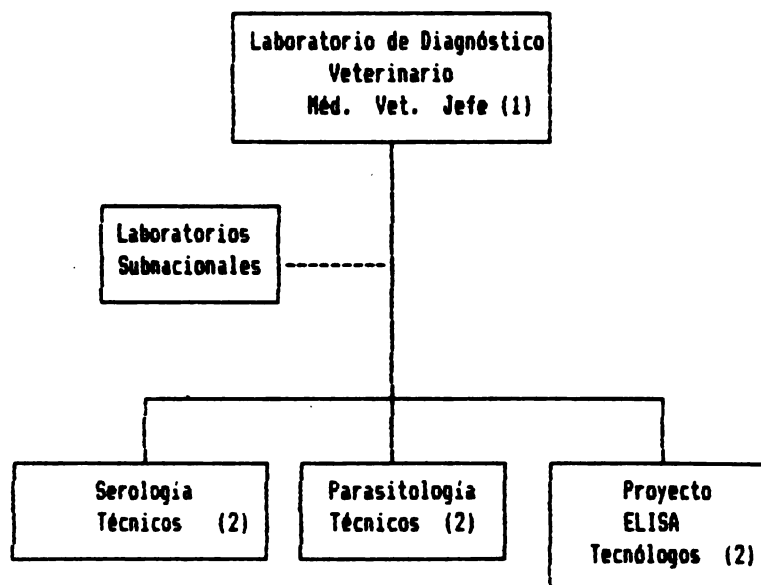 Laboratorio de Diagnóstico
Veterinario
Méd. Vet. Jefe (1)
Laboratorios
Subnacionales
Serología
Técnicos (2)
Parasitología
Técnicos (2)
Proyecto
ELISA
Tecnólogos (2)